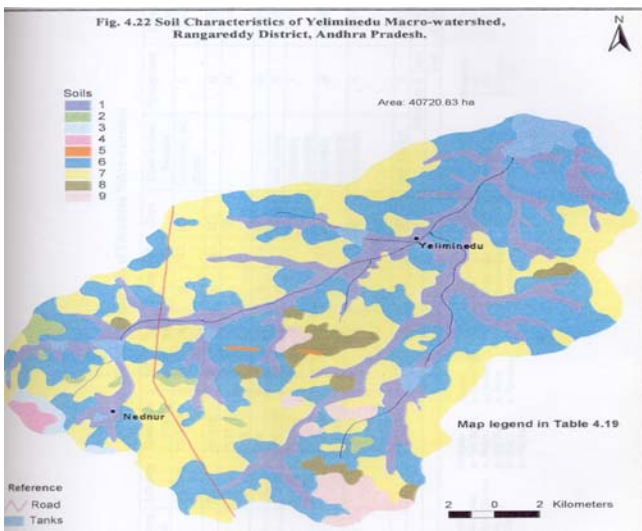 Fig. 4.22 Soil Characteristics of Yeliminedu Macro-watershed,
Rangareddy District, Andhra Pradesh.
N
Soils
1
2
3
4
5
6
7
8
9
Area: 40720.83 ha
Yeliminedu
Nednur
Map legend in Table 4.19
Reference
Road
Tanks
2 0 2 Kilometers